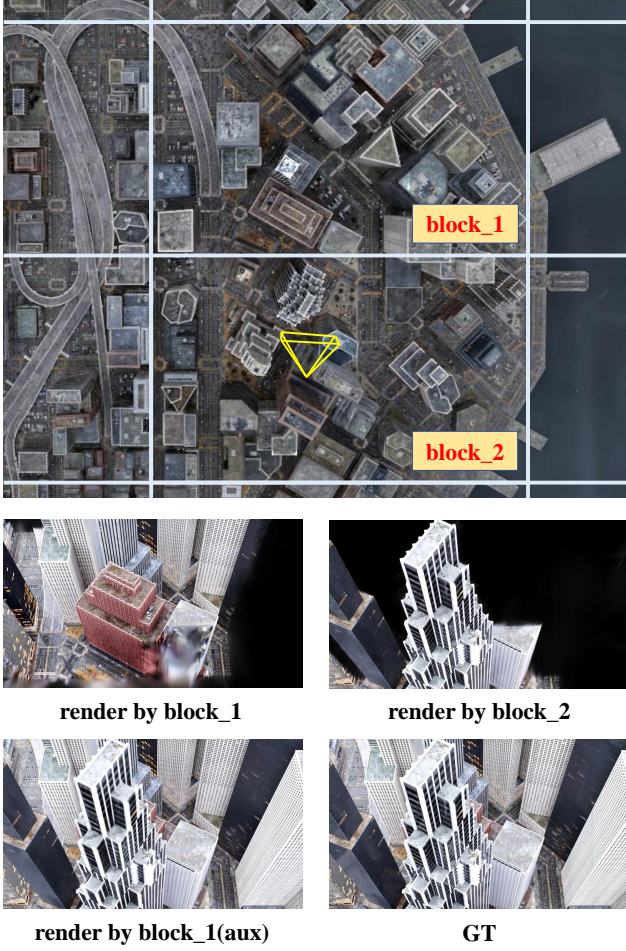 block_1
block_2
render by block_1
render by block_2
render by block_1(aux)
GT